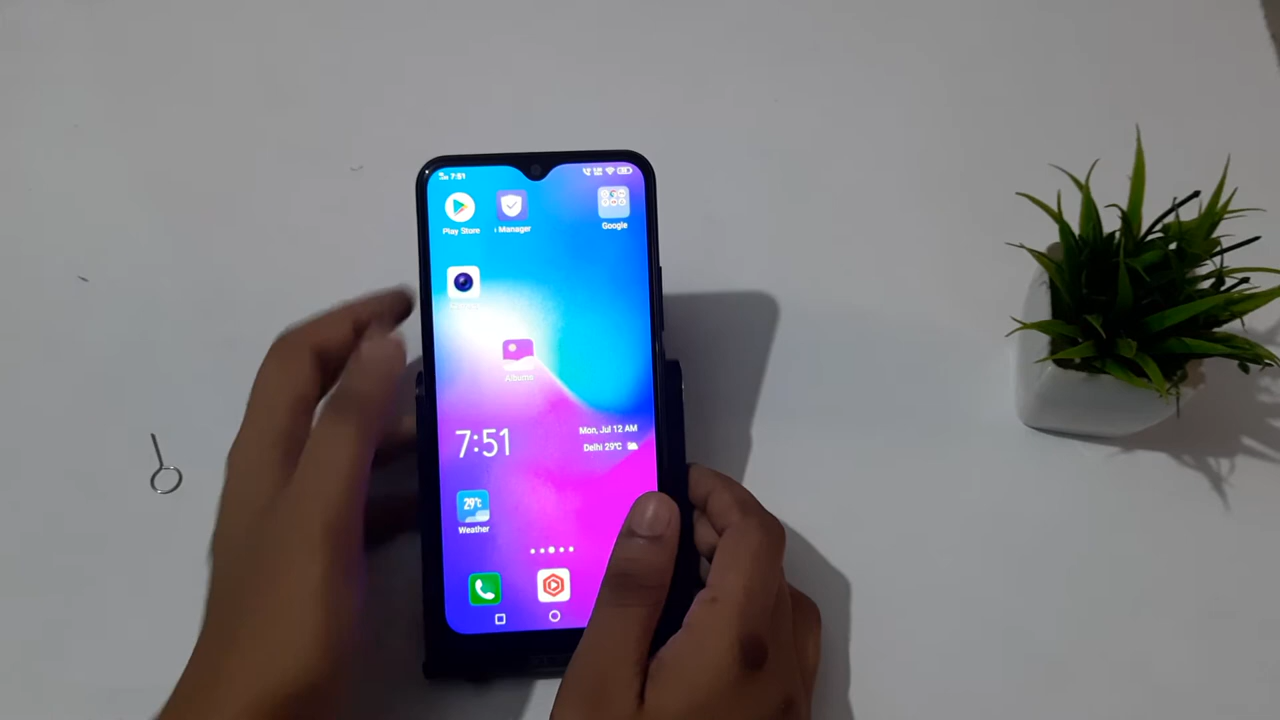 7:51
Play Store
Manager
Google
Albums
7:51
Mon, Jul 12 AM
Delhi 29°C
29°C
Weather